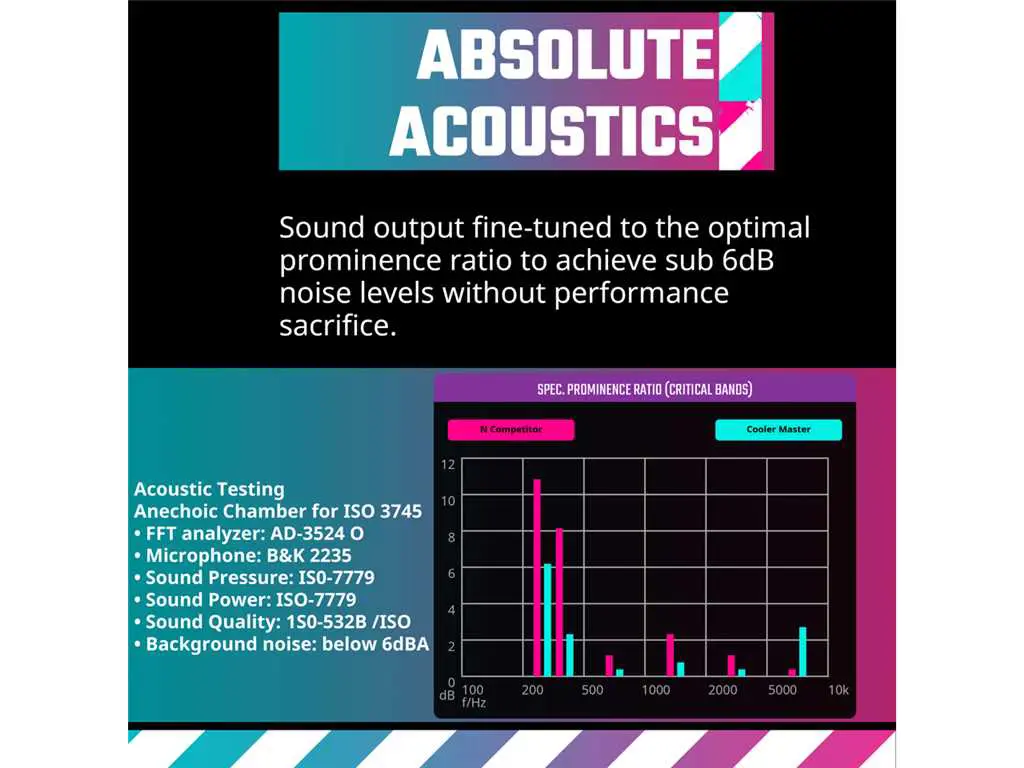 ABSOLUTE
ACOUSTICS
Sound output fine-tuned to the optimal
prominence ratio to achieve sub 6dB
noise levels without performance
sacrifice.
Acoustic Testing
Anechoic Chamber for ISO 3745
• FFT analyzer: AD-3524 O
• Microphone: B&K 2235
• Sound Pressure: IS0-7779
• Sound Power: ISO-7779
• Sound Quality: 1S0-532B /ISO
• Background noise: below 6dBA
SPEC. PROMINENCE RATIO (CRITICAL BANDS)
N Competitor
Cooler Master
12
10
8
6
4
2
0
dB
100 200 500 1000 2000 5000 10k
f/Hz